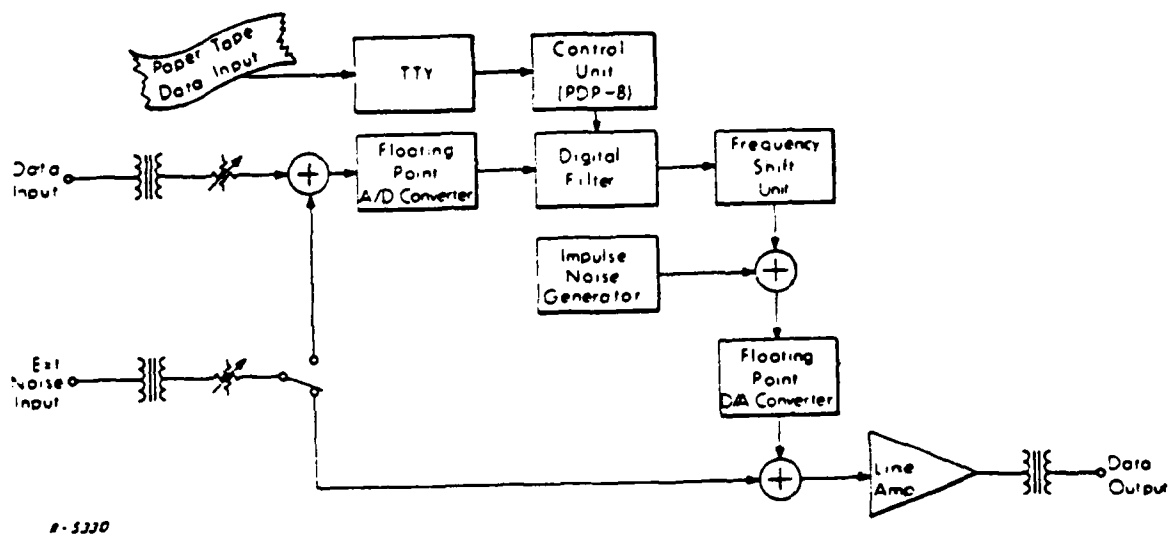 Paper Tape
Data Input
TTY
Control
Unit
(PDP-8)
Data
Input
Floating
Point
A/D Converter
Digital
Filter
Frequency
Shift
Unit
Impulse
Noise
Generator
Ext
Noise
Input
Floating
Point
D/A Converter
Line
Amp
Data
Output
R-5330